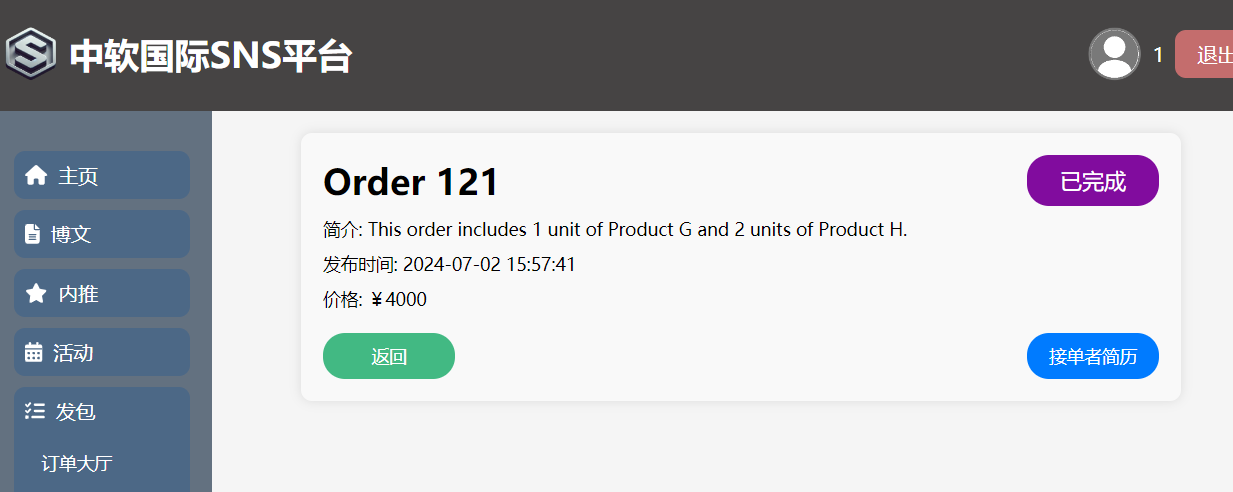 中软国际SNS平台
1
退出
主页
博文
内推
活动
发包
订单大厅
Order 121
已完成
简介: This order includes 1 unit of Product G and 2 units of Product H.
发布时间: 2024-07-02 15:57:41
价格: ￥4000
返回
接单者简历